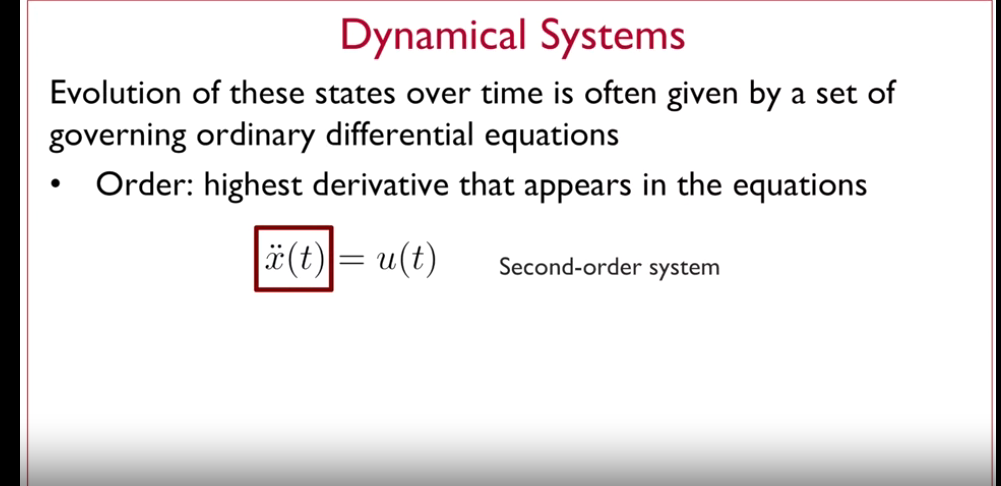 Dynamical Systems
Evolution of these states over time is often given by a set of
governing ordinary differential equations
• Order: highest derivative that appears in the equations
ẍ(t) = u(t) Second-order system